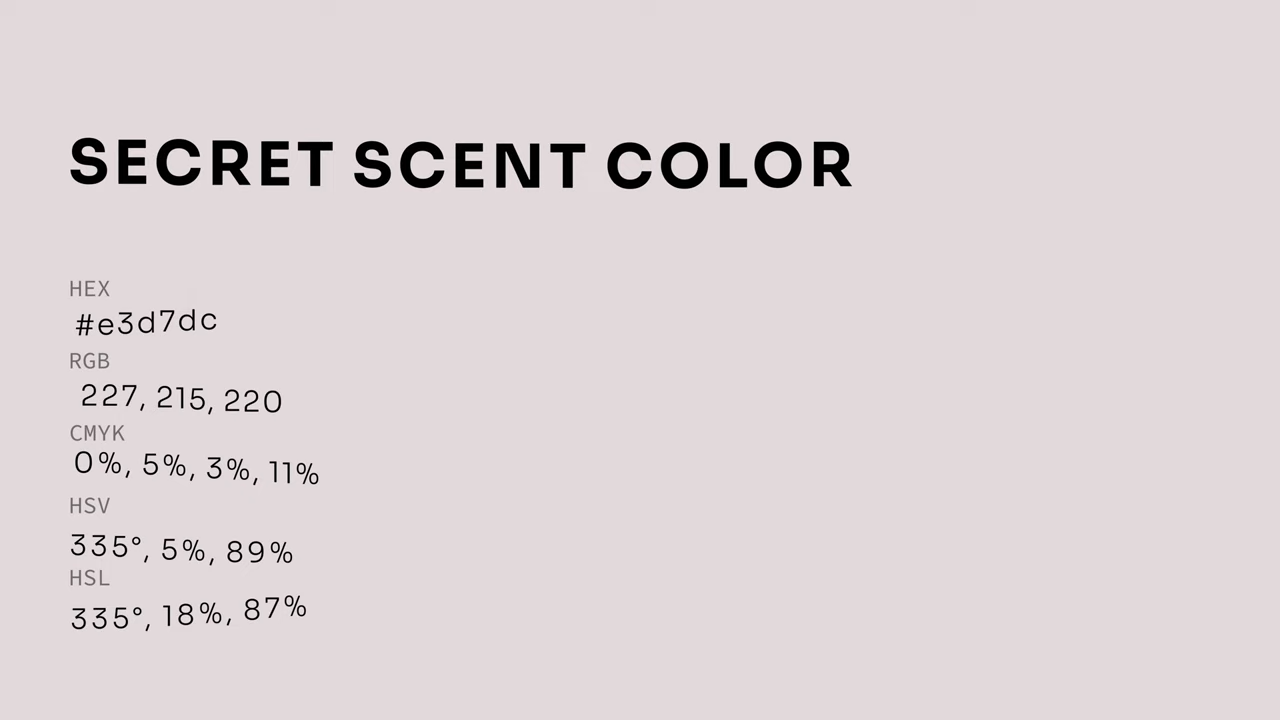 SECRET SCENT COLOR
HEX
#e3d7dc
RGB
227, 215, 220
CMYK
0%, 5%, 3%, 11%
HSV
335°, 5%, 89%
HSL
335°, 18%, 87%